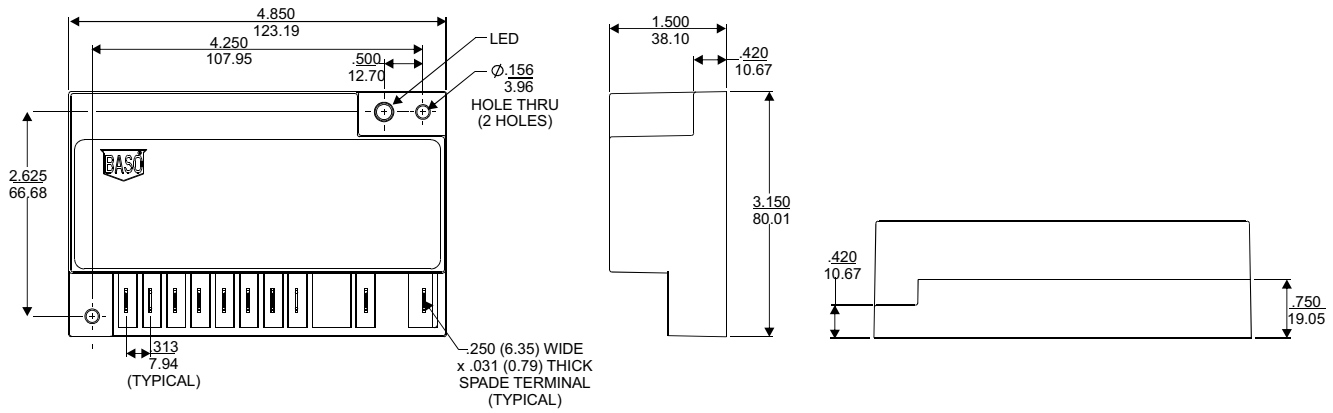 4.850
123.19
4.250
107.95
.500
12.70
LED
Ø.156
3.96
HOLE THRU
(2 HOLES)
BASO®
2.625
66.68
.313
7.94
(TYPICAL)
.250 (6.35) WIDE
x .031 (0.79) THICK
SPADE TERMINAL
(TYPICAL)
1.500
38.10
.420
10.67
3.150
80.01
.420
10.67
.750
19.05